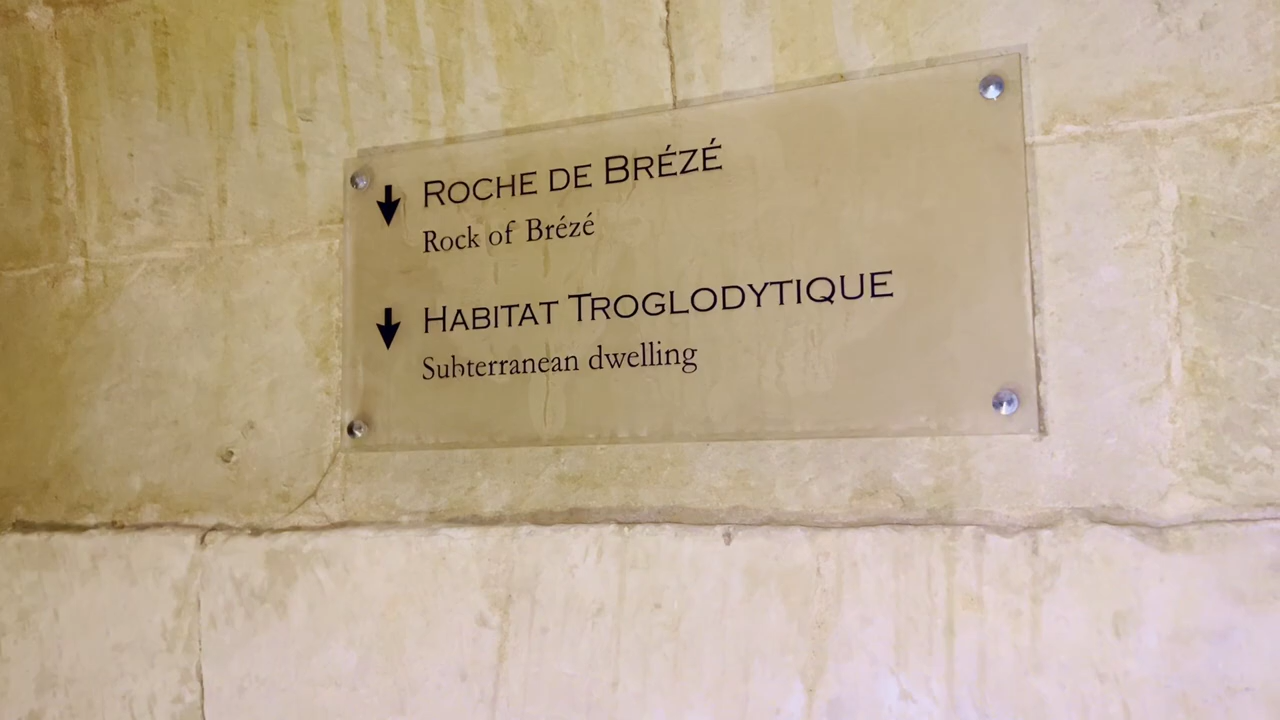 Roche de Brézé
Rock of Brézé
Habitat Troglodytique
Subterranean dwelling